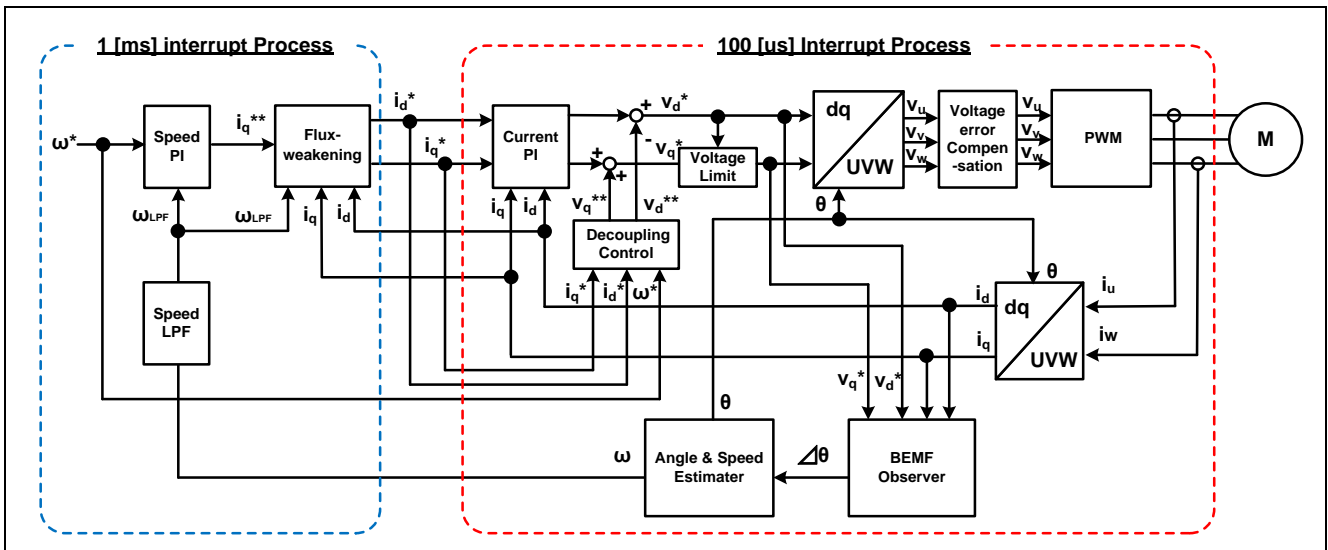 1 [ms] interrupt Process
100 [us] Interrupt Process
ω*
Speed
PI
iq**
Flux-
weakening
id*
iq*
Current
PI
+
-
vd*
+
+
vq*
Voltage
Limit
dq
UVW
vu
vv
vw
Voltage
error
Compen
-sation
vu
vv
vw
PWM
M
ωLPF
ωLPF
iq
id
iq
id
vq**
vd**
Decoupling
Control
iq*
id*
ω*
θ
θ
Speed
LPF
id
iq
dq
UVW
iu
iw
vq*
vd*
θ
ω
Angle & Speed
Estimater
⊿θ
BEMF
Observer